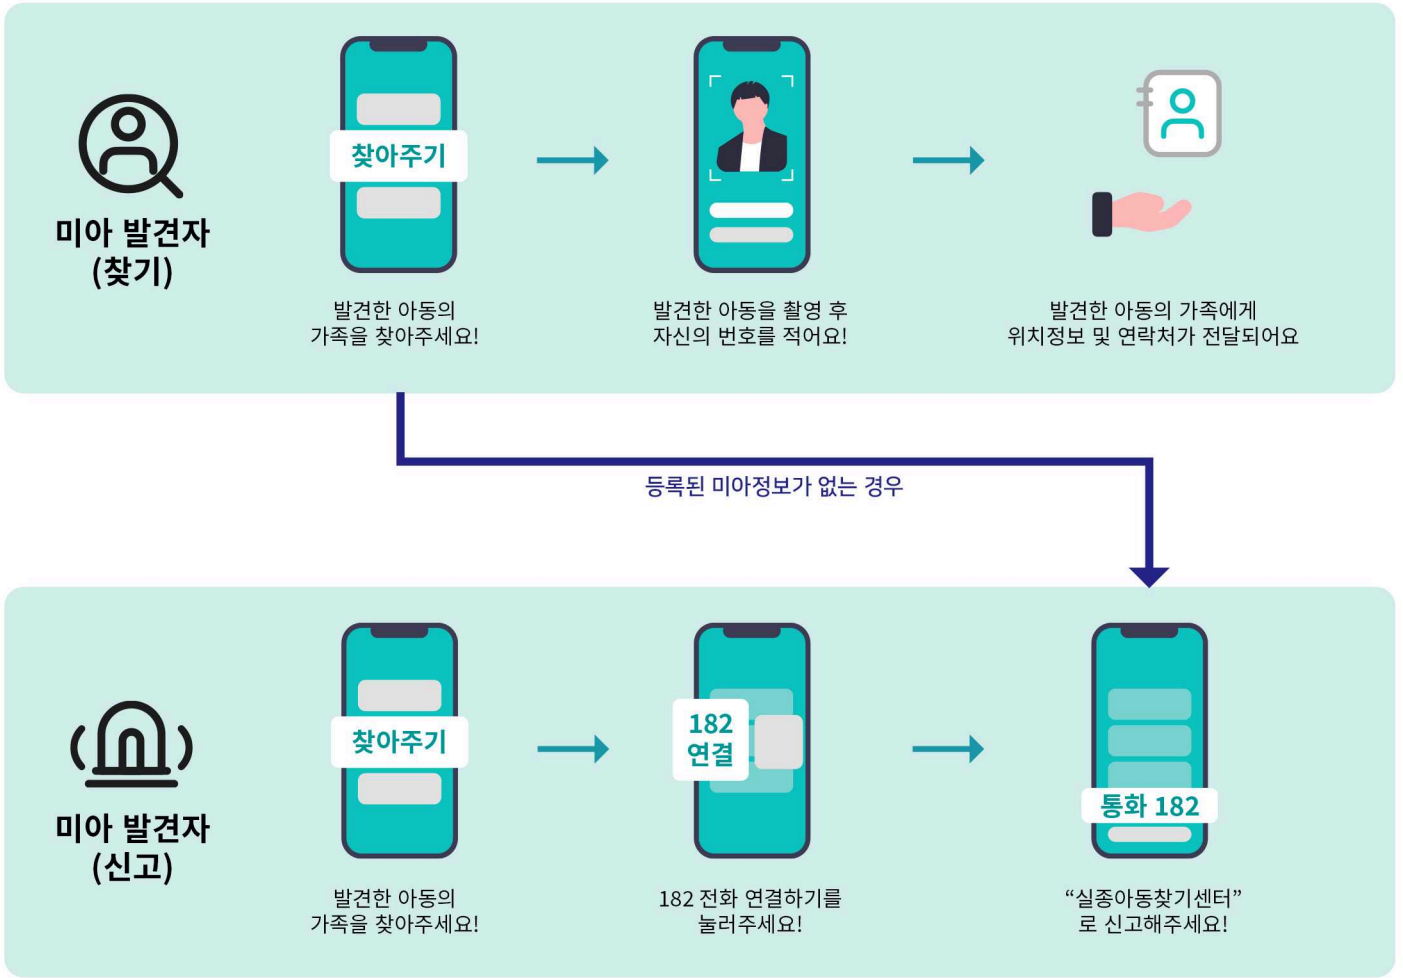 찾아주기
미아 발견자
(찾기)
발견한 아동의
가족을 찾아주세요!
발견한 아동을 촬영 후
자신의 번호를 적어요!
발견한 아동의 가족에게
위치정보 및 연락처가 전달되어요
등록된 미아정보가 없는 경우
찾아주기
182
연결
통화 182
미아 발견자
(신고)
발견한 아동의
가족을 찾아주세요!
182 전화 연결하기를
눌러주세요!
“실종아동찾기센터”
로 신고해주세요!